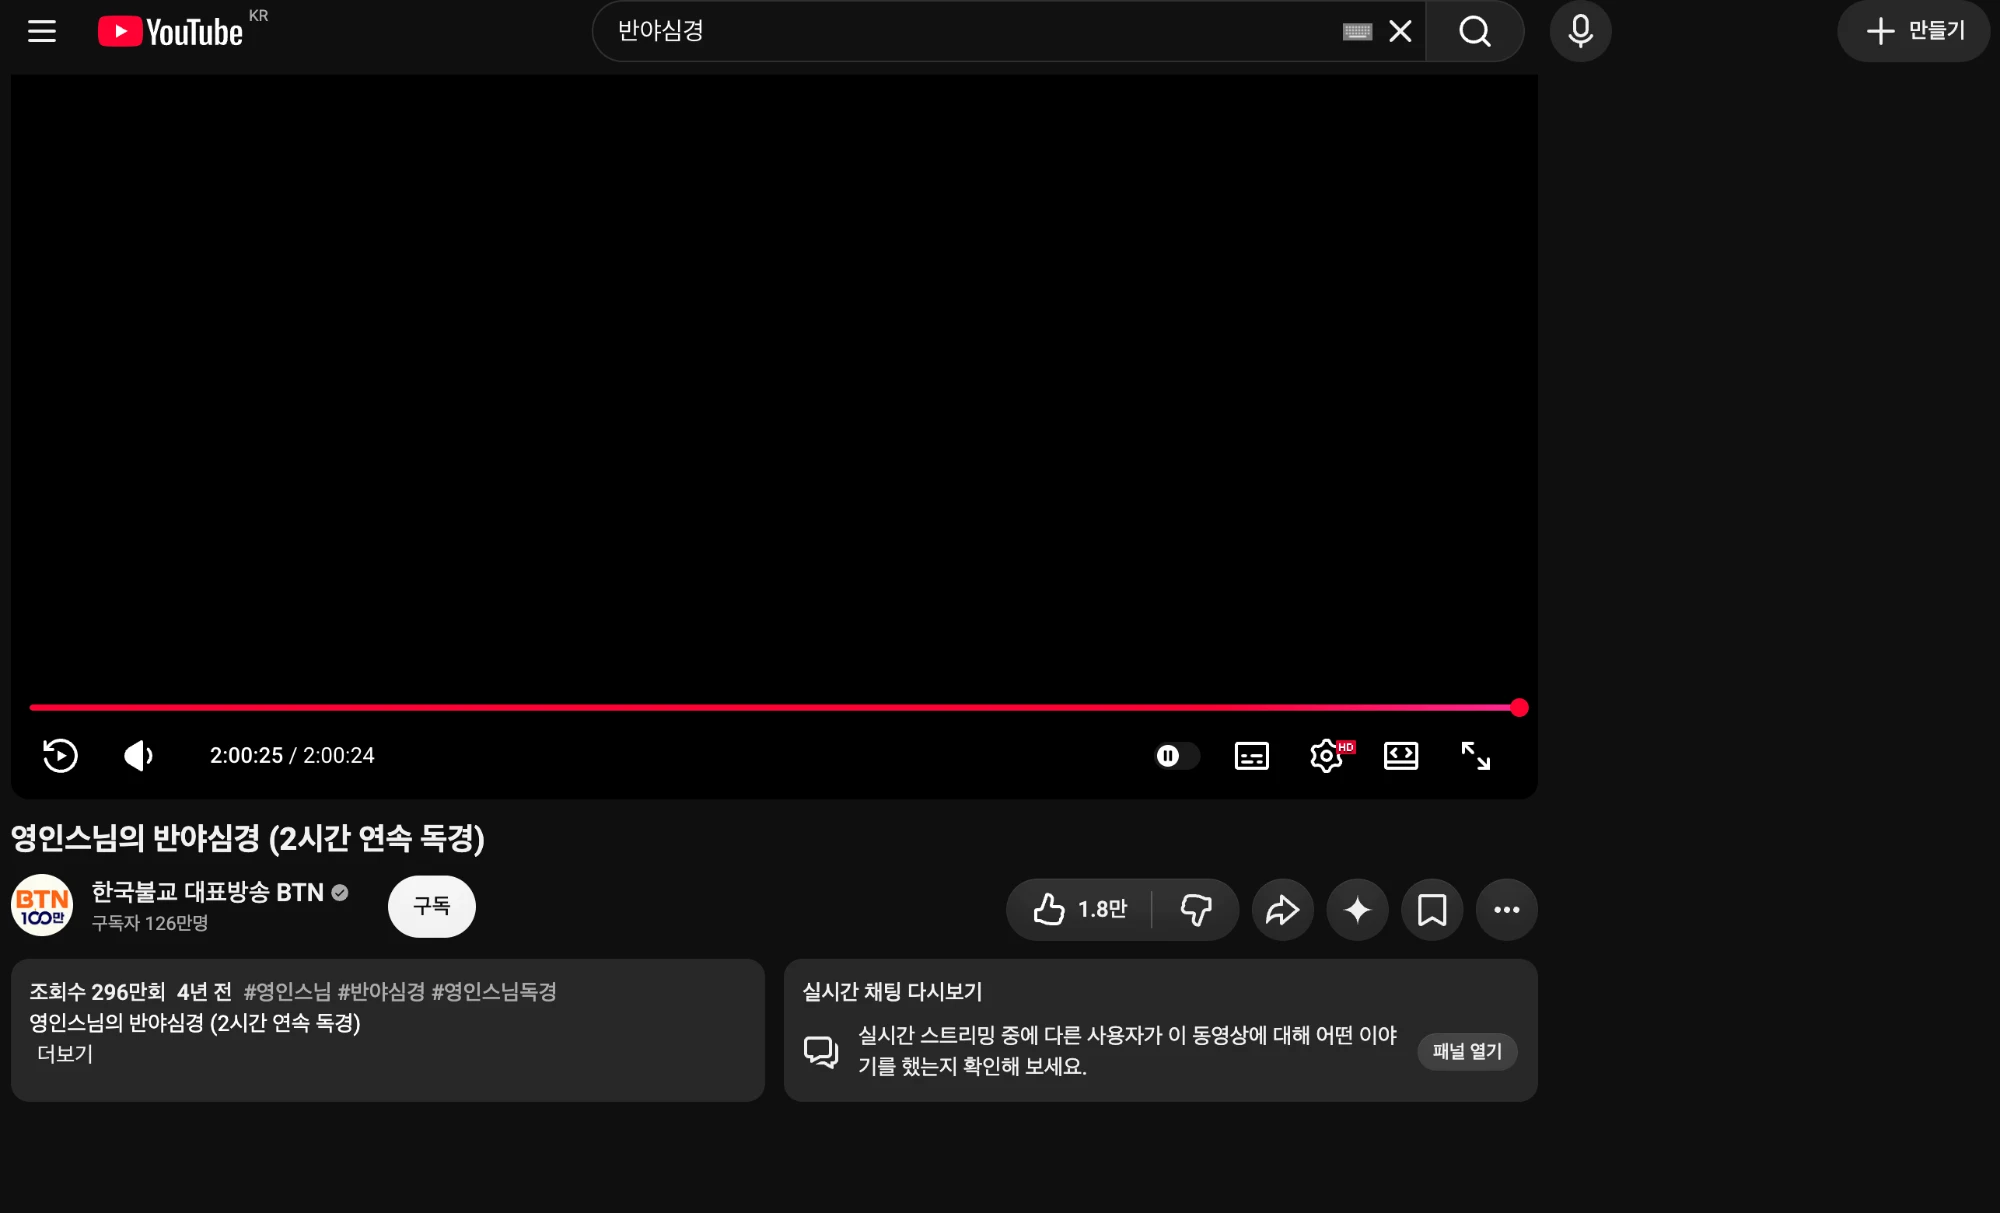 YouTube KR
반야심경
만들기
2:00:25 / 2:00:24
HD
영인스님의 반야심경 (2시간 연속 독경)
BTN
100만
한국불교 대표방송 BTN
구독자 126만명
구독
1.8만
조회수 296만회 4년 전 #영인스님 #반야심경 #영인스님독경
영인스님의 반야심경 (2시간 연속 독경)
더보기
실시간 채팅 다시보기
실시간 스트리밍 중에 다른 사용자가 이 동영상에 대해 어떤 이야
기를 했는지 확인해 보세요.
패널 열기